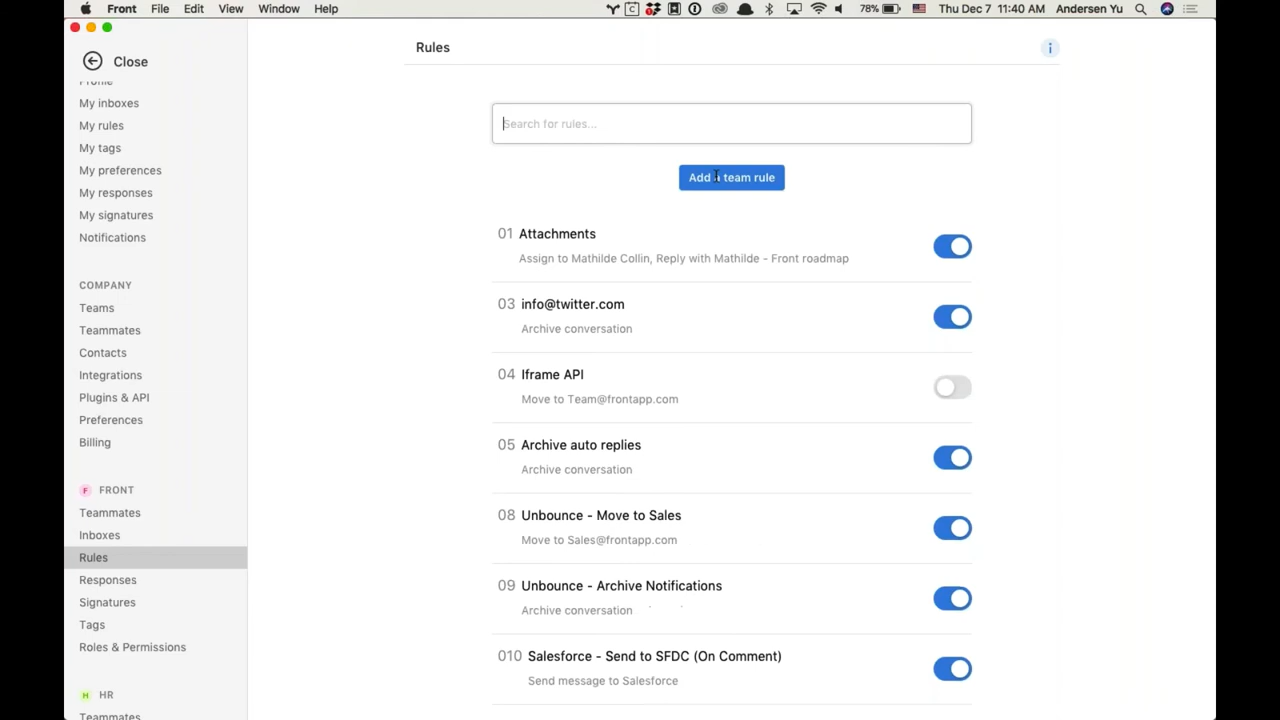 Front File Edit View Window Help 78% Thu Dec 7 11:40 AM Andersen Yu
Close
Profile
My inboxes
My rules
My tags
My preferences
My responses
My signatures
Notifications
COMPANY
Teams
Teammates
Contacts
Integrations
Plugins & API
Preferences
Billing
F FRONT
Teammates
Inboxes
Rules
Responses
Signatures
Tags
Roles & Permissions
H HR
Teammates
Rules
Search for rules...
Add a team rule
01 Attachments
Assign to Mathilde Collin, Reply with Mathilde - Front roadmap
03 info@twitter.com
Archive conversation
04 Iframe API
Move to Team@frontapp.com
05 Archive auto replies
Archive conversation
08 Unbounce - Move to Sales
Move to Sales@frontapp.com
09 Unbounce - Archive Notifications
Archive conversation
010 Salesforce - Send to SFDC (On Comment)
Send message to Salesforce